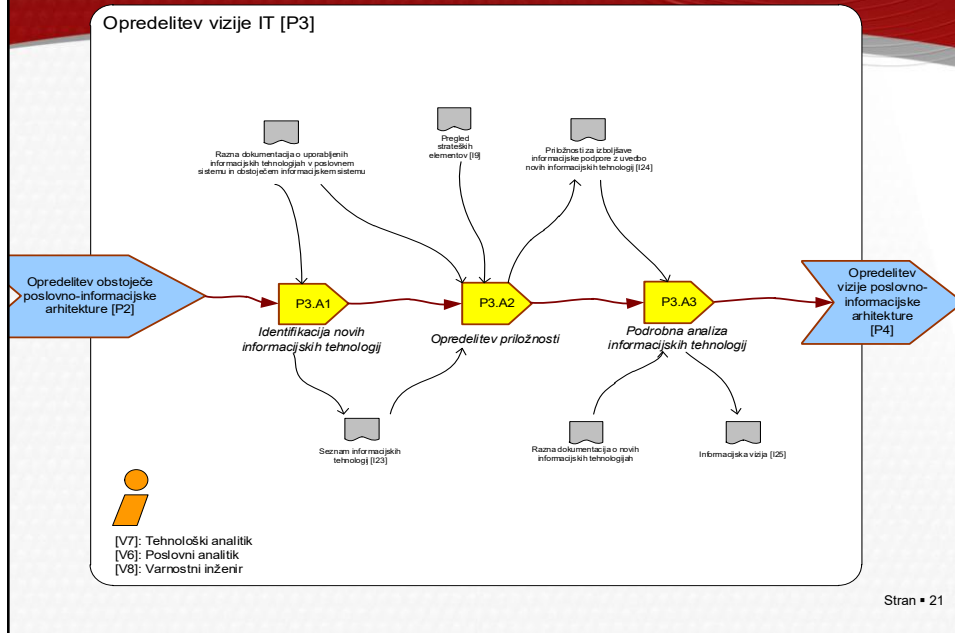 Opredelitev vizije IT [P3]
Razna dokumentacija o uporabljenih
informacijskih tehnologijah v poslovnem
sistemu in obstoječem informacijskem sistemu
Pregled
strateških
elementov [I9]
Priložnosti za izboljšave
informacijske podpore z uvedbo
novih informacijskih tehnologij [I24]
Opredelitev obstoječe
poslovno-informacijske
arhitekture [P2]
P3.A1
Identifikacija novih
informacijskih tehnologij
P3.A2
Opredelitev priložnosti
P3.A3
Podrobna analiza
informacijskih tehnologij
Opredelitev
vizije poslovno-
informacijske
arhitekture
[P4]
Seznam informacijskih
tehnologij [I23]
Razna dokumentacija o novih
informacijskih tehnologijah
Informacijska vizija [I25]
[V7]: Tehnološki analitik
[V6]: Poslovni analitik
[V8]: Varnostni inženir
Stran ▪ 21